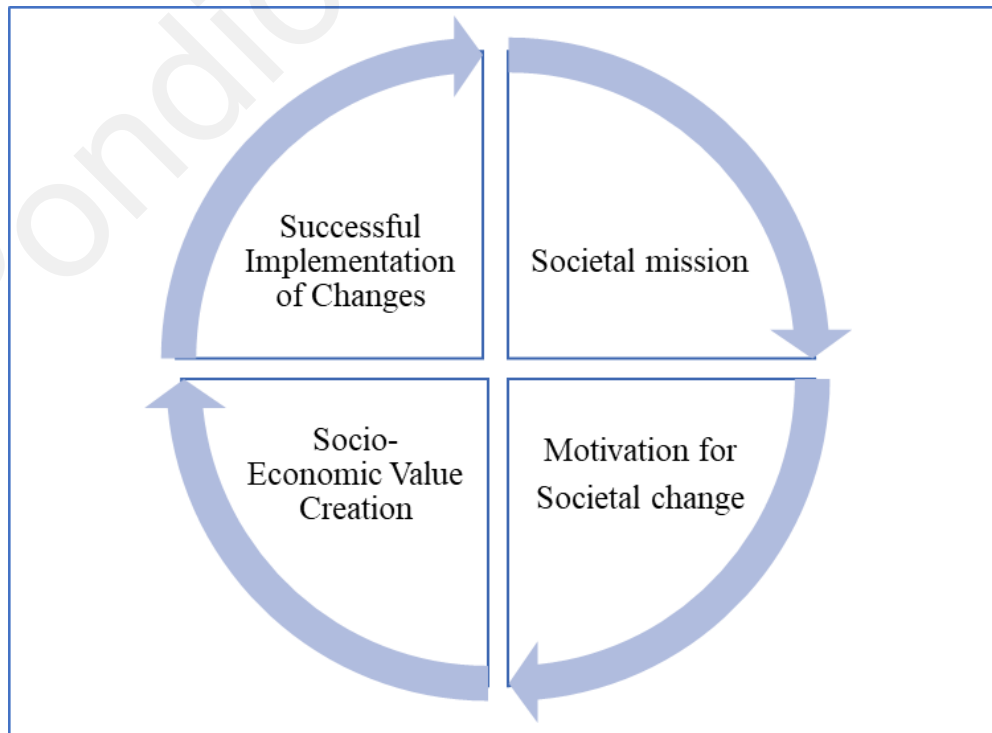 Successful
Implementation
of Changes
Societal mission
Socio-
Economic Value
Creation
Motivation for
Societal change